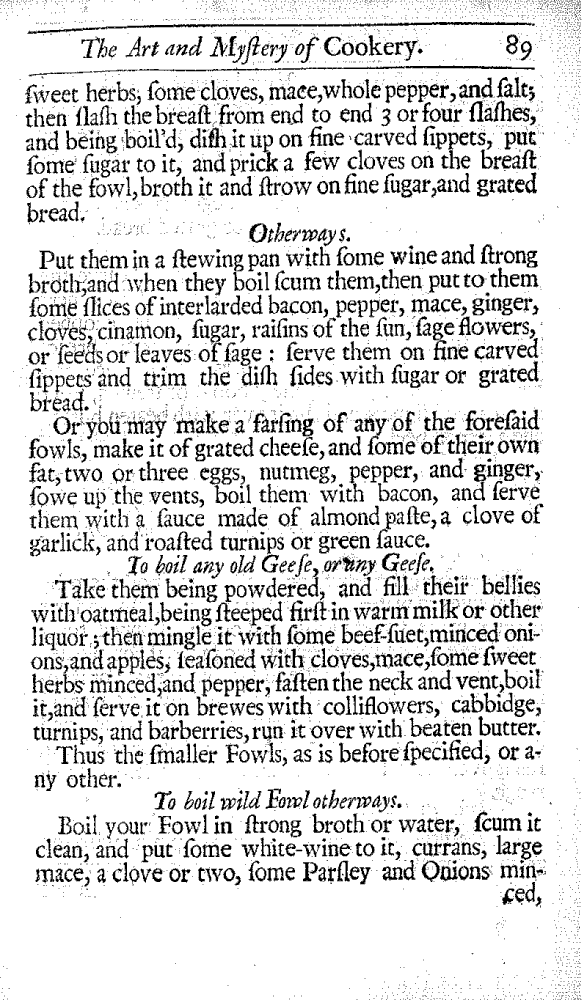 The Art and Myſtery of Cookery. 89
ſweet herbs, ſome cloves, mace,whole pepper,and ſalt;
then ſlaſh the breaſt from end to end 3 or four ſlaſhes,
and being boil'd, diſh it up on fine carved ſippets, put
ſome ſugar to it, and prick a few cloves on the breaſt
of the fowl,broth it and ſtrow on fine ſugar,and grated
bread.
Otherways.
Put them in a ſtewing pan with ſome wine and ſtrong
broth,and when they boil ſcum them,then put to them
ſome ſlices of interlarded bacon, pepper, mace, ginger,
cloves, cinamon, ſugar, raiſins of the ſun, ſage flowers,
or ſeeds or leaves of ſage : ſerve them on fine carved
ſippets and trim the diſh ſides with ſugar or grated
bread.
Or you may make a farſing of any of the foreſaid
fowls, make it of grated cheeſe, and ſome of their own
fat, two or three eggs, nutmeg, pepper, and ginger,
ſowe up the vents, boil them with bacon, and ſerve
them with a ſauce made of almond paſte, a clove of
garlick, and roaſted turnips or green ſauce.
To boil any old Geeſe, or any Geeſe.
Take them being powdered, and fill their bellies
with oatmeal,being ſteeped firſt in warm milk or other
liquor ; then mingle it with ſome beef-ſuet,minced oni-
ons,and apples, ſeaſoned with cloves,mace,ſome ſweet
herbs minced,and pepper, faſten the neck and vent,boil
it,and ſerve it on brewes with colliflowers, cabbidge,
turnips, and barberries, run it over with beaten butter.
Thus the ſmaller Fowls, as is before ſpecified, or a-
ny other.
To boil wild Fowl otherways.
Boil your Fowl in ſtrong broth or water, ſcum it
clean, and put ſome white-wine to it, currans, large
mace, a clove or two, ſome Parſley and Onions min-
ced,